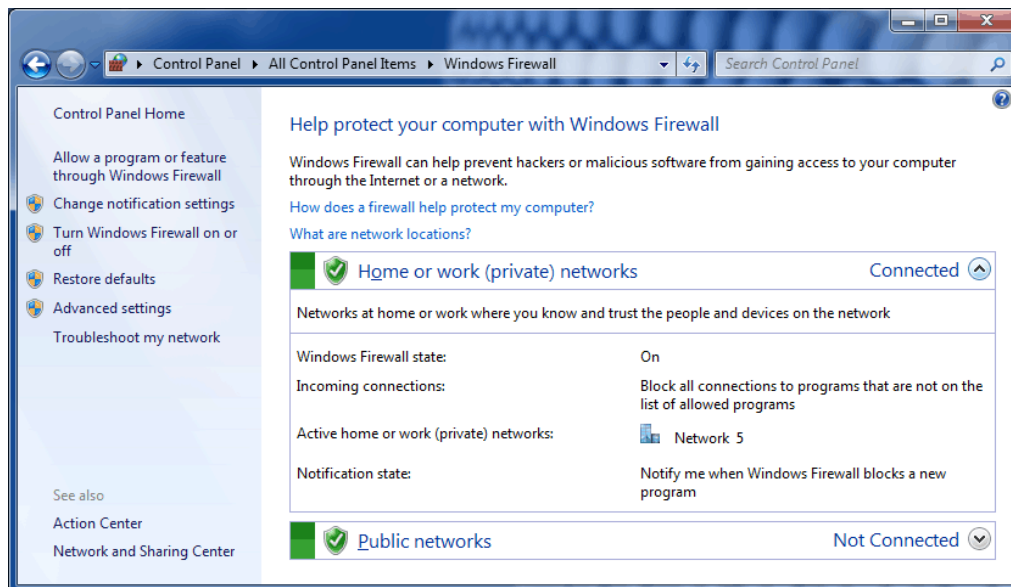 Control Panel All Control Panel Items Windows Firewall
Search Control Panel
Control Panel Home
Allow a program or feature
through Windows Firewall
Change notification settings
Turn Windows Firewall on or
off
Restore defaults
Advanced settings
Troubleshoot my network
See also
Action Center
Network and Sharing Center
Help protect your computer with Windows Firewall
Windows Firewall can help prevent hackers or malicious software from gaining access to your computer
through the Internet or a network.
How does a firewall help protect my computer?
What are network locations?
Home or work (private) networks Connected
Networks at home or work where you know and trust the people and devices on the network
Windows Firewall state: On
Incoming connections: Block all connections to programs that are not on the
list of allowed programs
Active home or work (private) networks: Network 5
Notification state: Notify me when Windows Firewall blocks a new
program
Public networks Not Connected